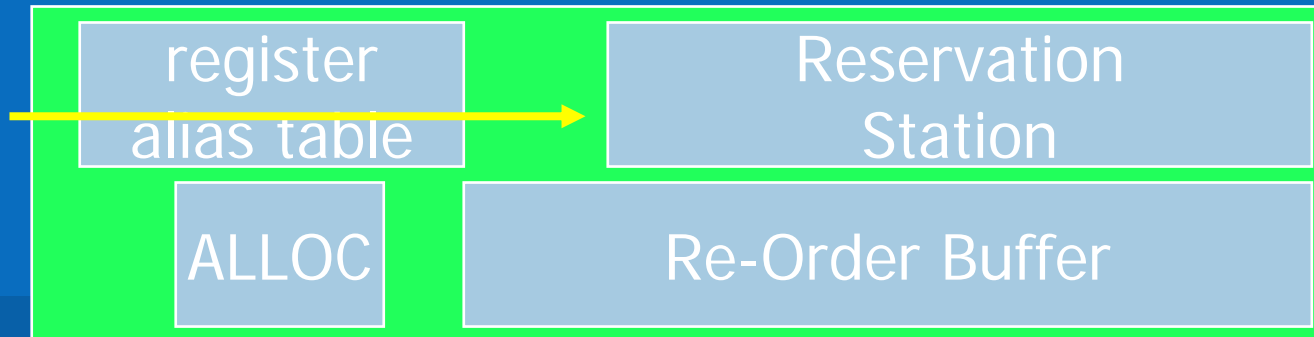 register
alias table
Reservation
Station
ALLOC
Re-Order Buffer